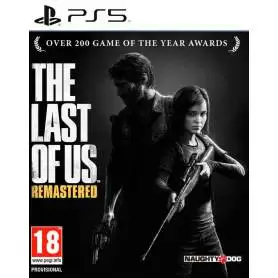 PS5
OVER 200 GAME OF THE YEAR AWARDS
THE
LAST
OF US
REMASTERED
18
www.pegi.info
PROVISIONAL
NAUGHTY DOG